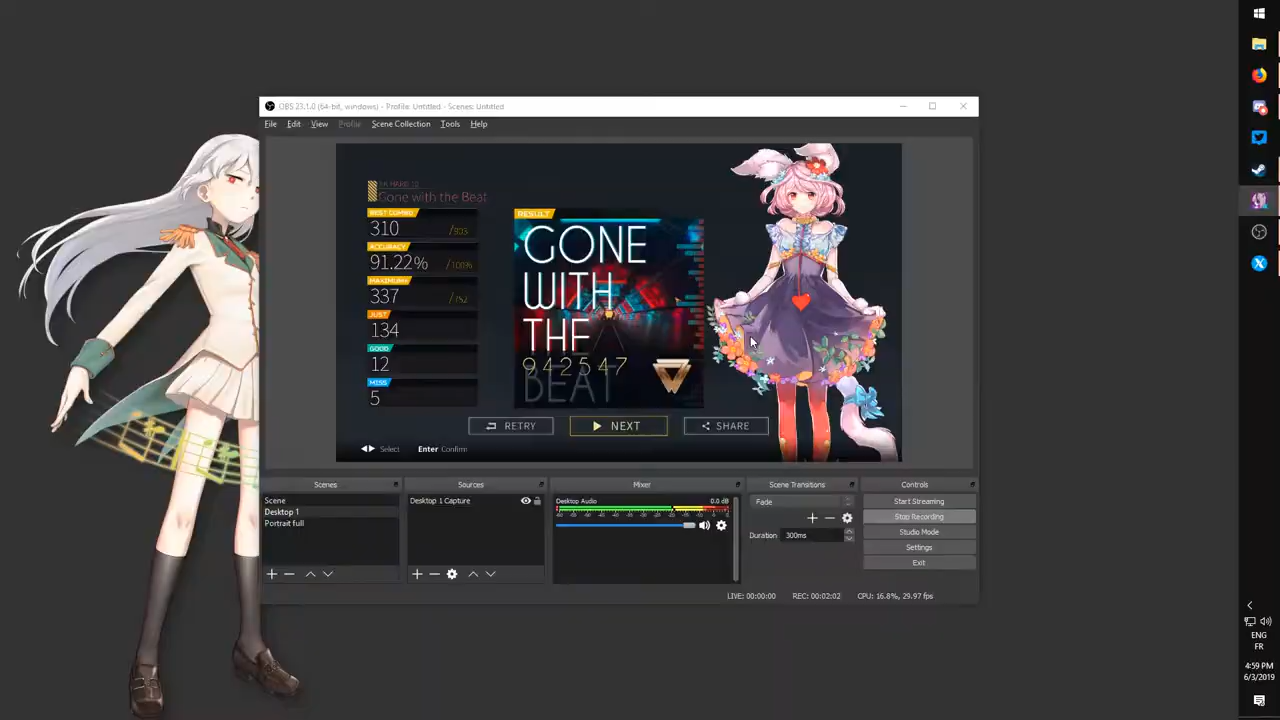 OBS 23.1.0 (64-bit, windows) - Profile: Untitled - Scenes: Untitled
File Edit View Profile Scene Collection Tools Help
Gone with the Beat
BEST COMBO
310
ACCURACY
91.22% /100%
MAXIMUM+
337 /752
JUST
134
GOOD
12
MISS
5
RESULT
GONE
WITH
THE
942547
BEAT
RETRY NEXT SHARE
Select Enter Confirm
Scenes Sources Mixer Scene Transitions Controls
Scene
Desktop 1
Portrait full
Desktop 1 Capture
Desktop Audio 0.0 dB
Fade
Duration 300ms
Start Streaming
Stop Recording
Studio Mode
Settings
Exit
LIVE: 00:00:00 REC: 00:02:02 CPU: 16.8%, 29.97 fps
ENG
FR
4:59 PM
6/3/2019